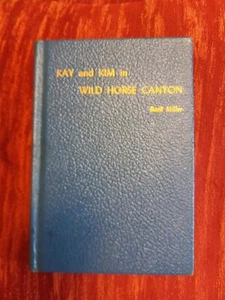 KAY and KIM in
WILD HORSE CANYON
Basil Miller